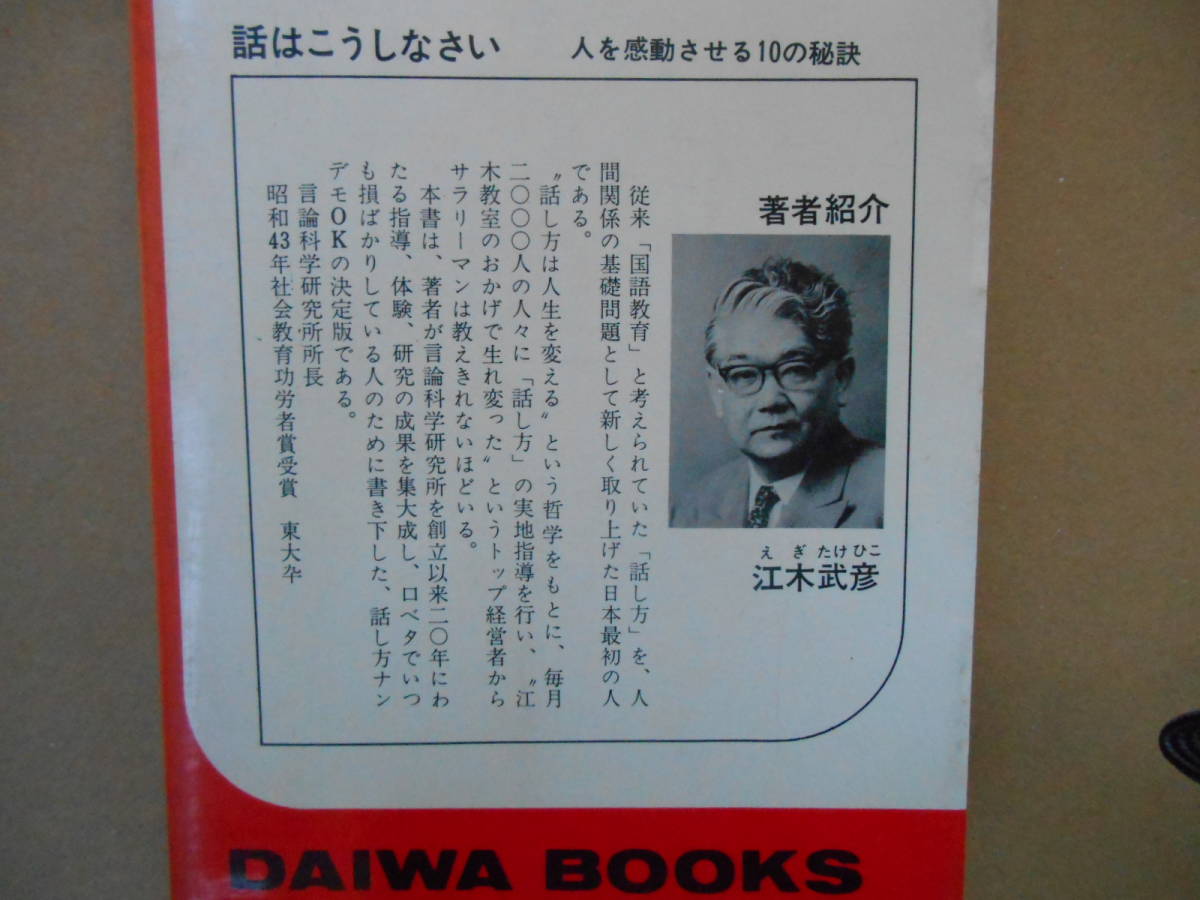 話はこうしなさい 人を感動させる10の秘訣
著者紹介
えぎたけひこ
江木武彦
従来「国語教育」と考えられていた「話し方」を、人
間関係の基礎問題として新しく取り上げた日本最初の人
である。
〝話し方は人生を変える〟という哲学をもとに、毎月
二〇〇〇人の人々に「話し方」の実地指導を行い、〝江
木教室のおかげで生れ変った〟というトップ経営者から
サラリーマンは教えきれないほどいる。
本書は、著者が言論科学研究所を創立以来二〇年にわ
たる指導、体験、研究の成果を集大成し、口ベタでいつ
も損ばかりしている人のために書き下した、話し方ナン
デモOKの決定版である。
言論科学研究所所長
昭和43年社会教育功労者賞受賞 東大卒
DAIWA BOOKS